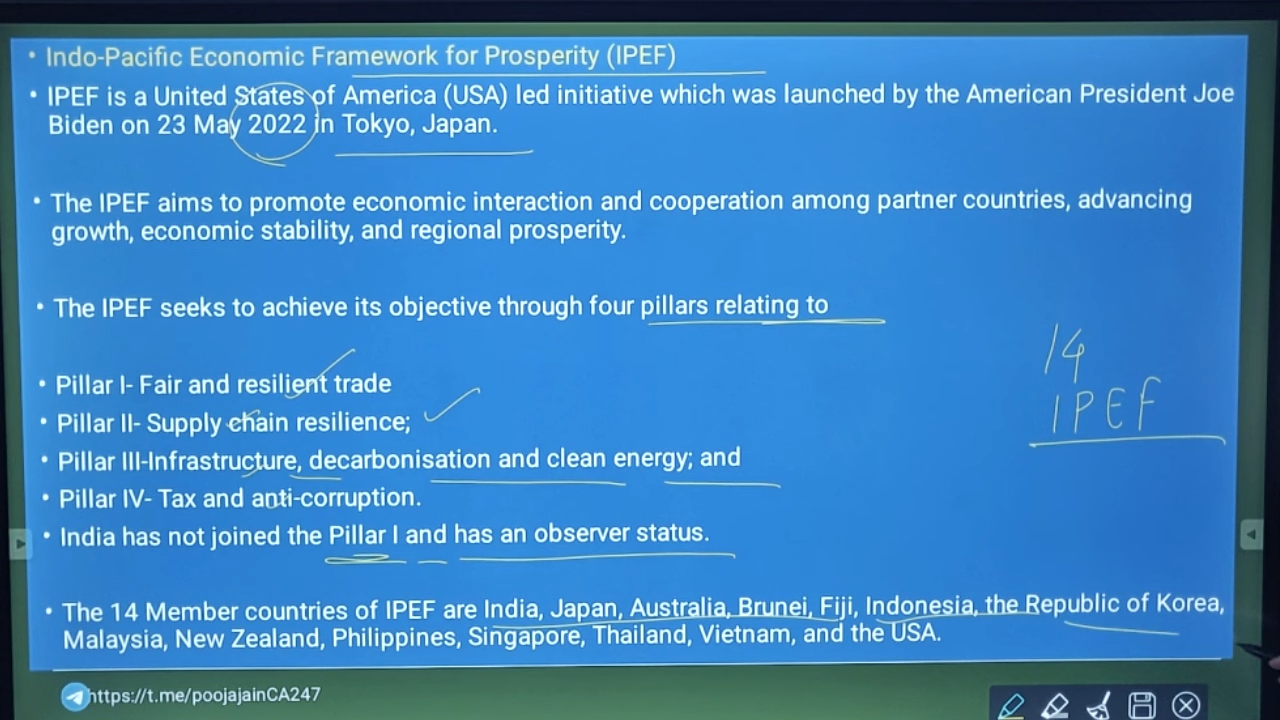 • Indo-Pacific Economic Framework for Prosperity (IPEF)
• IPEF is a United States of America (USA) led initiative which was launched by the American President Joe
Biden on 23 May 2022 in Tokyo, Japan.
• The IPEF aims to promote economic interaction and cooperation among partner countries, advancing
growth, economic stability, and regional prosperity.
• The IPEF seeks to achieve its objective through four pillars relating to
14
IPEF
• Pillar I- Fair and resilient trade
• Pillar II- Supply chain resilience;
• Pillar III-Infrastructure, decarbonisation and clean energy; and
• Pillar IV- Tax and anti-corruption.
• India has not joined the Pillar I and has an observer status.
• The 14 Member countries of IPEF are India, Japan, Australia, Brunei, Fiji, Indonesia, the Republic of Korea,
Malaysia, New Zealand, Philippines, Singapore, Thailand, Vietnam, and the USA.
https://t.me/poojajainCA247